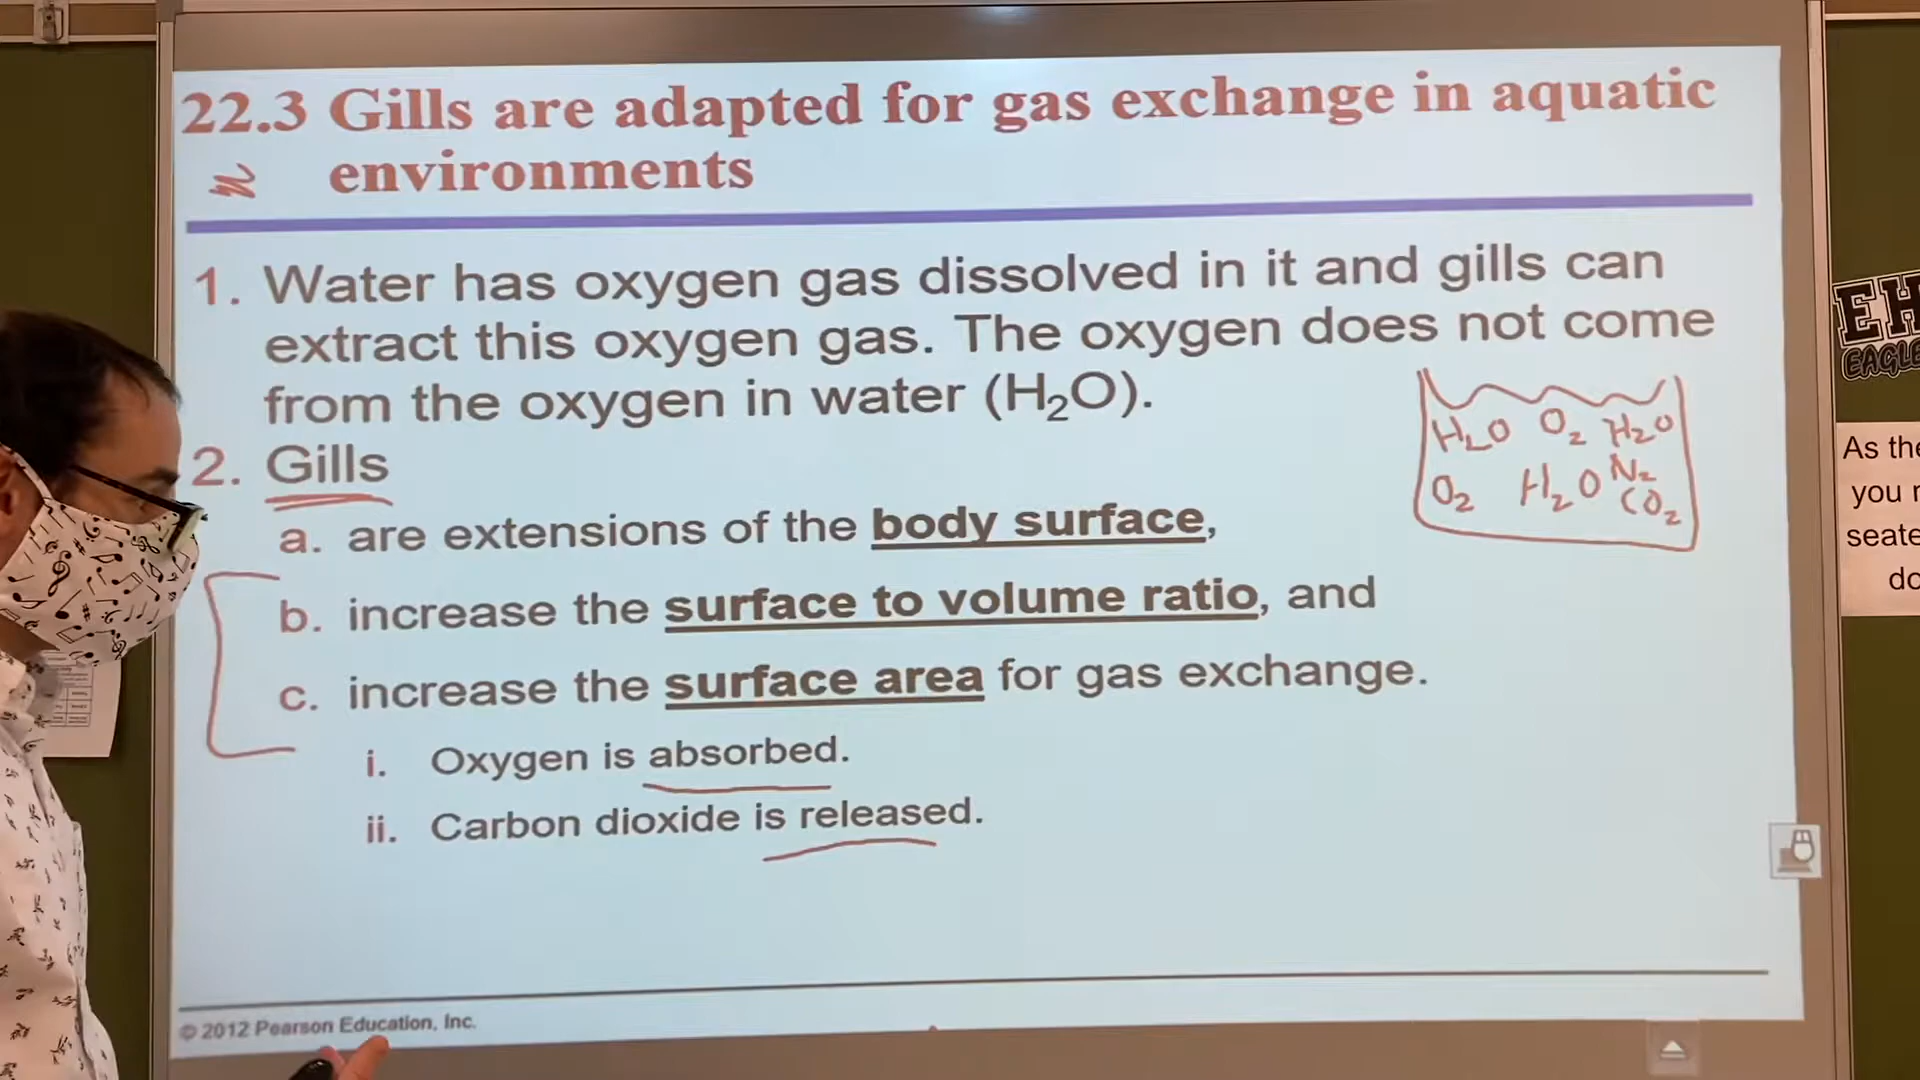 22.3 Gills are adapted for gas exchange in aquatic
environments
1. Water has oxygen gas dissolved in it and gills can
extract this oxygen gas. The oxygen does not come
from the oxygen in water (H₂O).
2. Gills
a. are extensions of the body surface,
b. increase the surface to volume ratio, and
c. increase the surface area for gas exchange.
i. Oxygen is absorbed.
ii. Carbon dioxide is released.
© 2012 Pearson Education, Inc.
H₂O O₂ H₂O
O₂ H₂O N₂
CO₂
EH
EAGLE
As the
you
seate
do